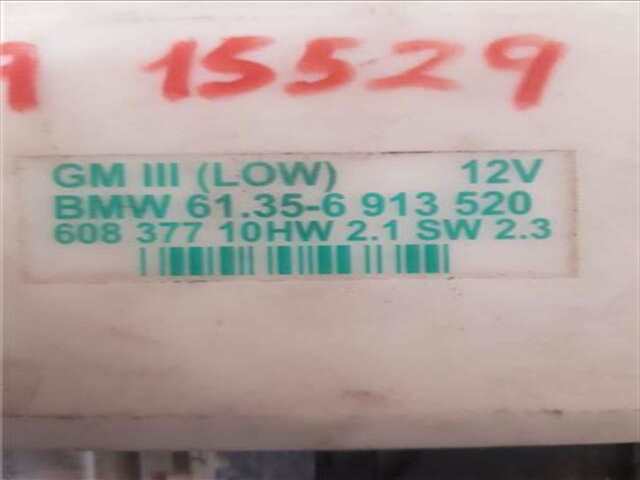 9 15529
GM III (LOW) 12V
BMW 61.35-6 913 520
608 377 10HW 2.1 SW 2.3